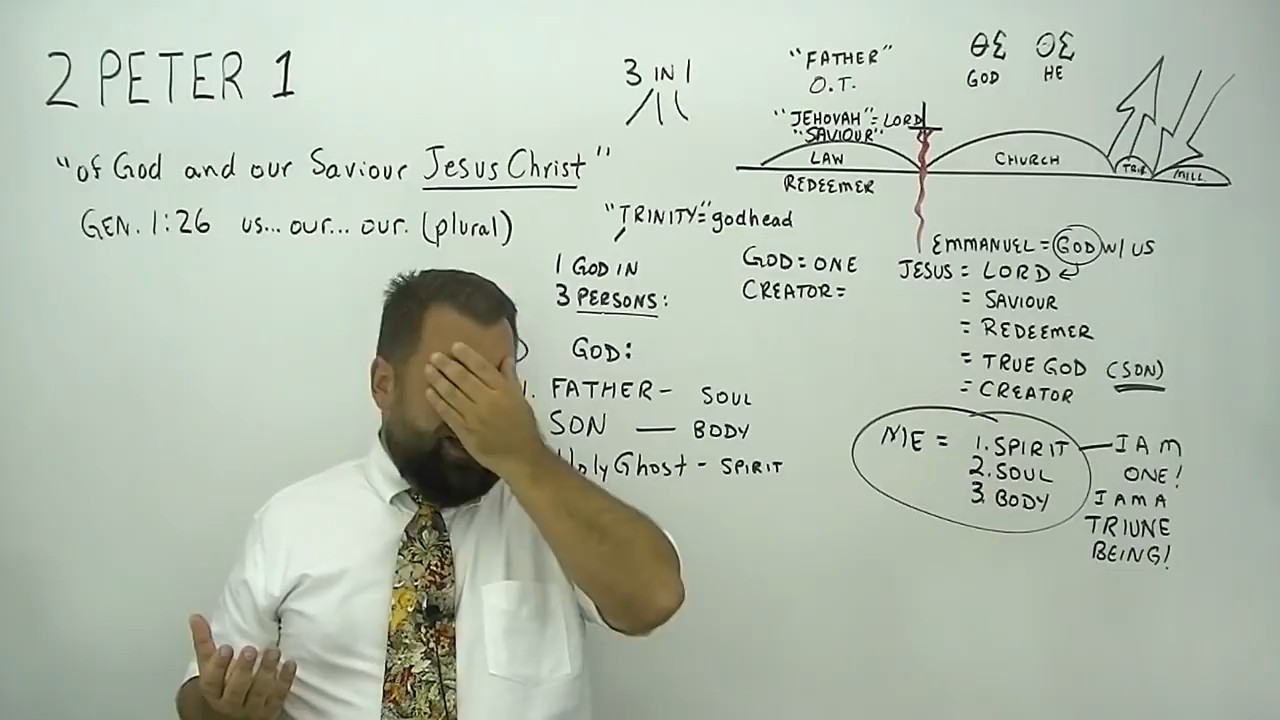 2 PETER 1
"of God and our Saviour Jesus Christ"
GEN. 1:26 us... our... our. (plural)
3 IN 1
"TRINITY"= godhead
1 GOD IN
3 PERSONS:
GOD:
1. FATHER - SOUL
SON — BODY
Holy Ghost - SPIRIT
GOD = ONE
CREATOR =
"FATHER"
O.T.
"JEHOVAH" = LORD
"SAVIOUR"
LAW
REDEEMER
GOD
HE
CHURCH
TRIB
MILL
EMMANUEL = GOD W/ US
JESUS = LORD
= SAVIOUR
= REDEEMER
= TRUE GOD (SON)
= CREATOR
ME = 1. SPIRIT — I AM
2. SOUL ONE!
3. BODY I AM A
TRIUNE
BEING!